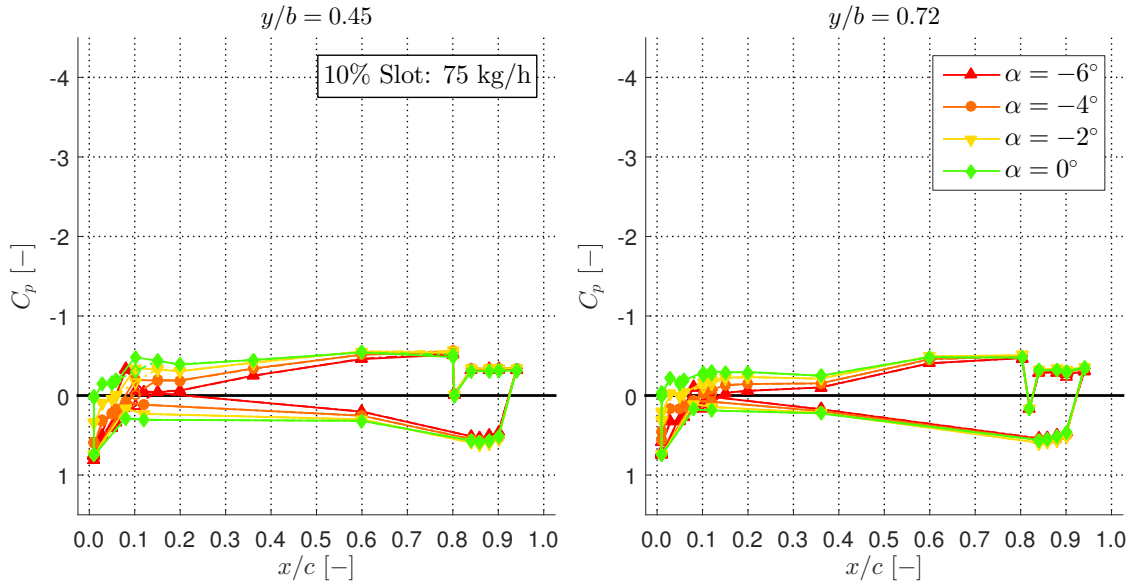 y/b = 0.45
10% Slot: 75 kg/h
-4
-3
-2
-1
0
1
C_p [−]
0.0 0.1 0.2 0.3 0.4 0.5 0.6 0.7 0.8 0.9 1.0
x/c [−]
y/b = 0.72
α = −6°
α = −4°
α = −2°
α = 0°
-4
-3
-2
-1
0
1
C_p [−]
0.0 0.1 0.2 0.3 0.4 0.5 0.6 0.7 0.8 0.9 1.0
x/c [−]